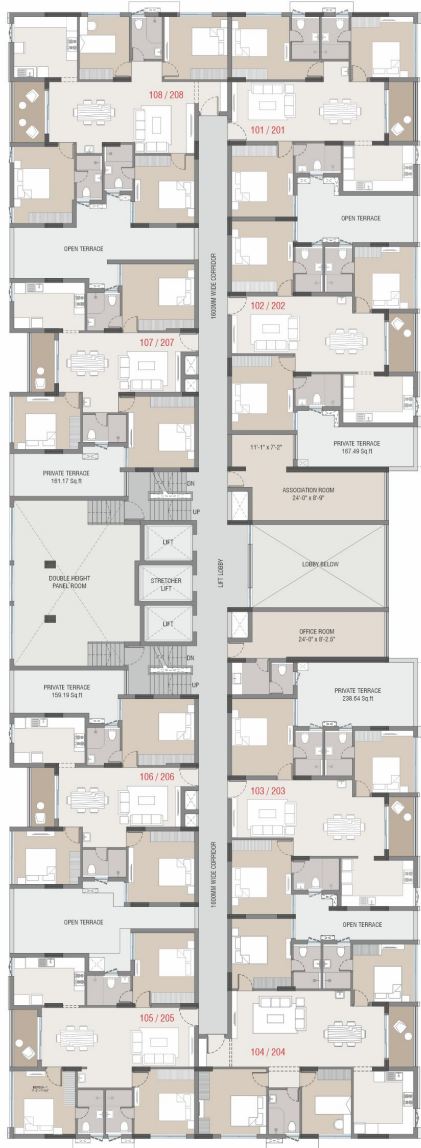 108 / 208
101 / 201
OPEN TERRACE
OPEN TERRACE
1600MM WIDE CORRIDOR
102 / 202
107 / 207
PRIVATE TERRACE
167.49 Sq.ft
11'-1" x 7'-2"
PRIVATE TERRACE
161.17 Sq.ft
DN
ASSOCIATION ROOM
24'-0" x 8'-9"
UP
LIFT
LOBBY BELOW
LIFT LOBBY
DOUBLE HEIGHT
PANEL ROOM
STRETCHER
LIFT
LIFT
OFFICE ROOM
24'-0" x 8'-2.5"
DN
UP
PRIVATE TERRACE
159.19 Sq.ft
PRIVATE TERRACE
238.64 Sq.ft
106 / 206
103 / 203
1600MM WIDE CORRIDOR
OPEN TERRACE
OPEN TERRACE
105 / 205
104 / 204